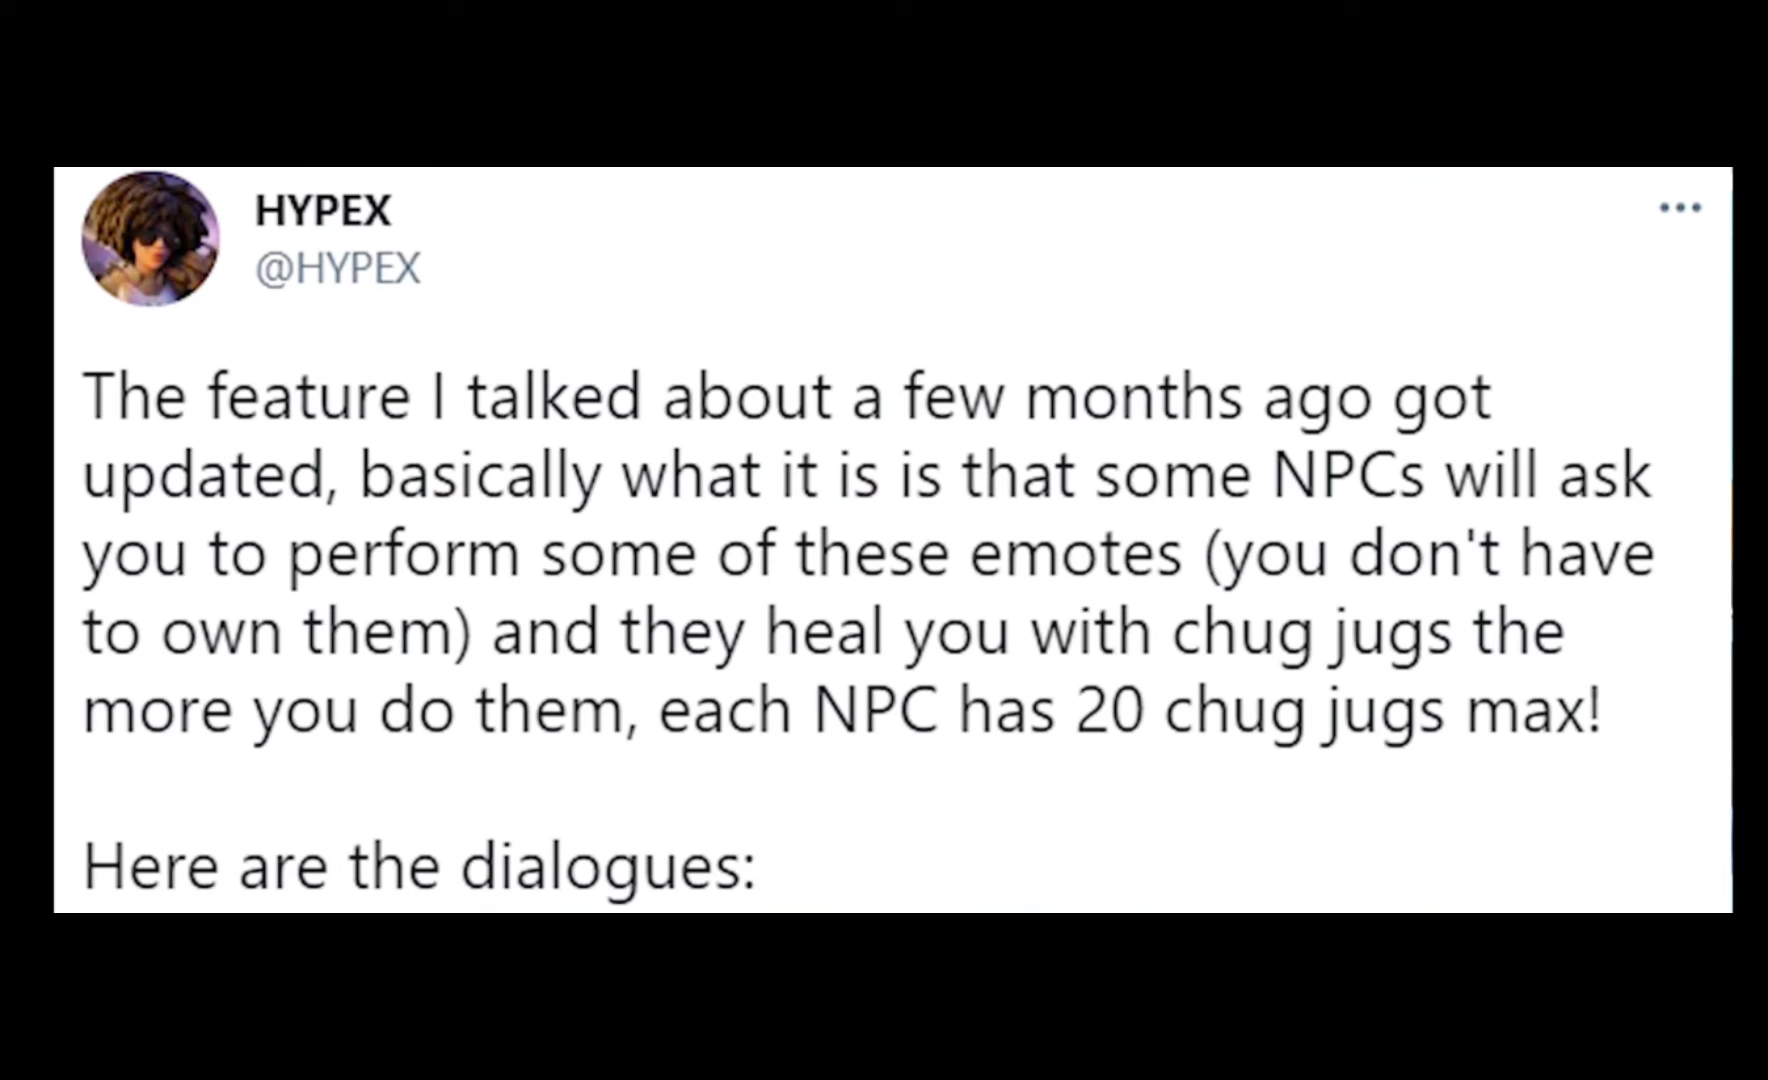 HYPEX
@HYPEX
The feature I talked about a few months ago got
updated, basically what it is is that some NPCs will ask
you to perform some of these emotes (you don't have
to own them) and they heal you with chug jugs the
more you do them, each NPC has 20 chug jugs max!
Here are the dialogues: